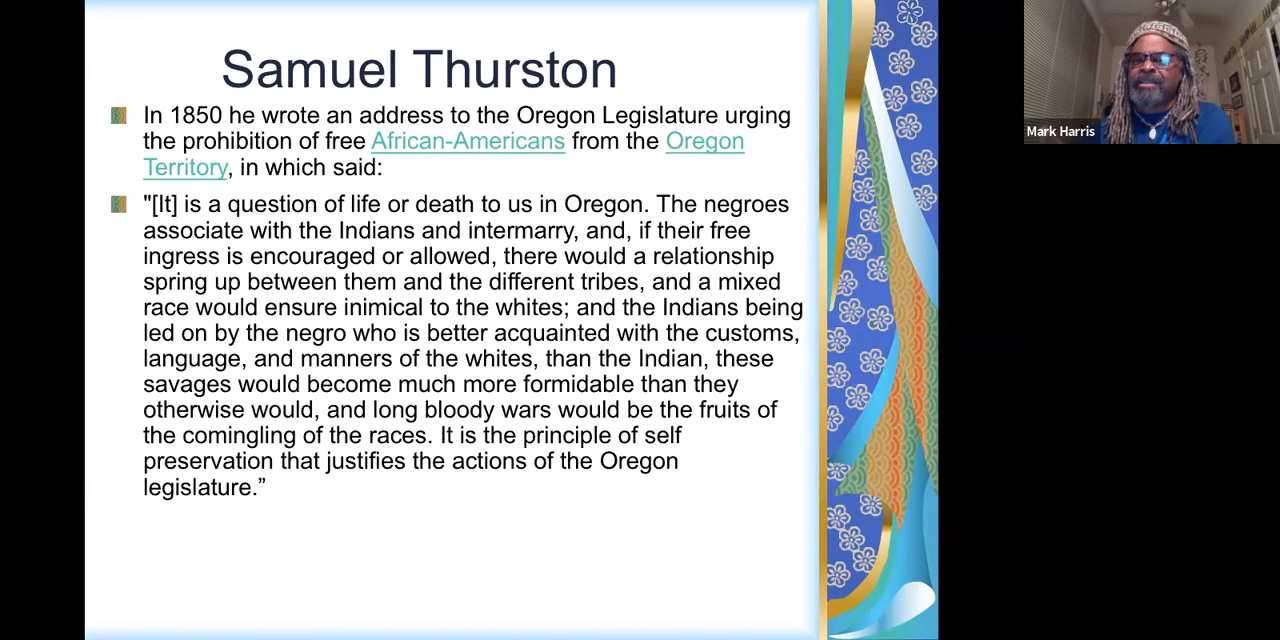 Samuel Thurston
In 1850 he wrote an address to the Oregon Legislature urging
the prohibition of free African-Americans from the Oregon
Territory, in which said:
"[It] is a question of life or death to us in Oregon. The negroes
associate with the Indians and intermarry, and, if their free
ingress is encouraged or allowed, there would a relationship
spring up between them and the different tribes, and a mixed
race would ensure inimical to the whites; and the Indians being
led on by the negro who is better acquainted with the customs,
language, and manners of the whites, than the Indian, these
savages would become much more formidable than they
otherwise would, and long bloody wars would be the fruits of
the comingling of the races. It is the principle of self
preservation that justifies the actions of the Oregon
legislature.”
Mark Harris